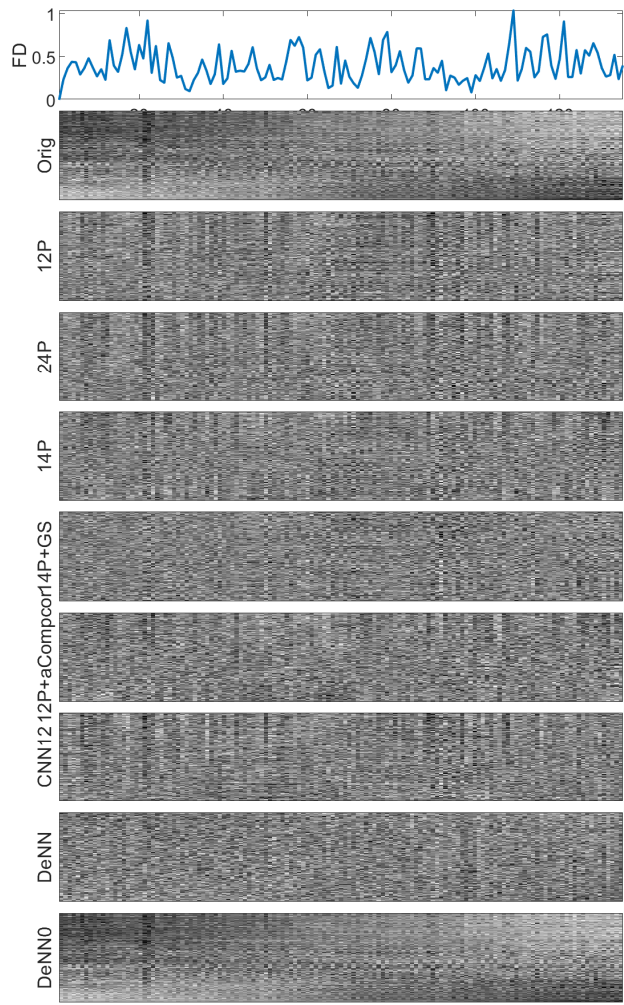 FD
1
0.5
0
Orig
12P
24P
14P
14P+GS
12P+aCompcor
CNN12
DeNN
DeNN0